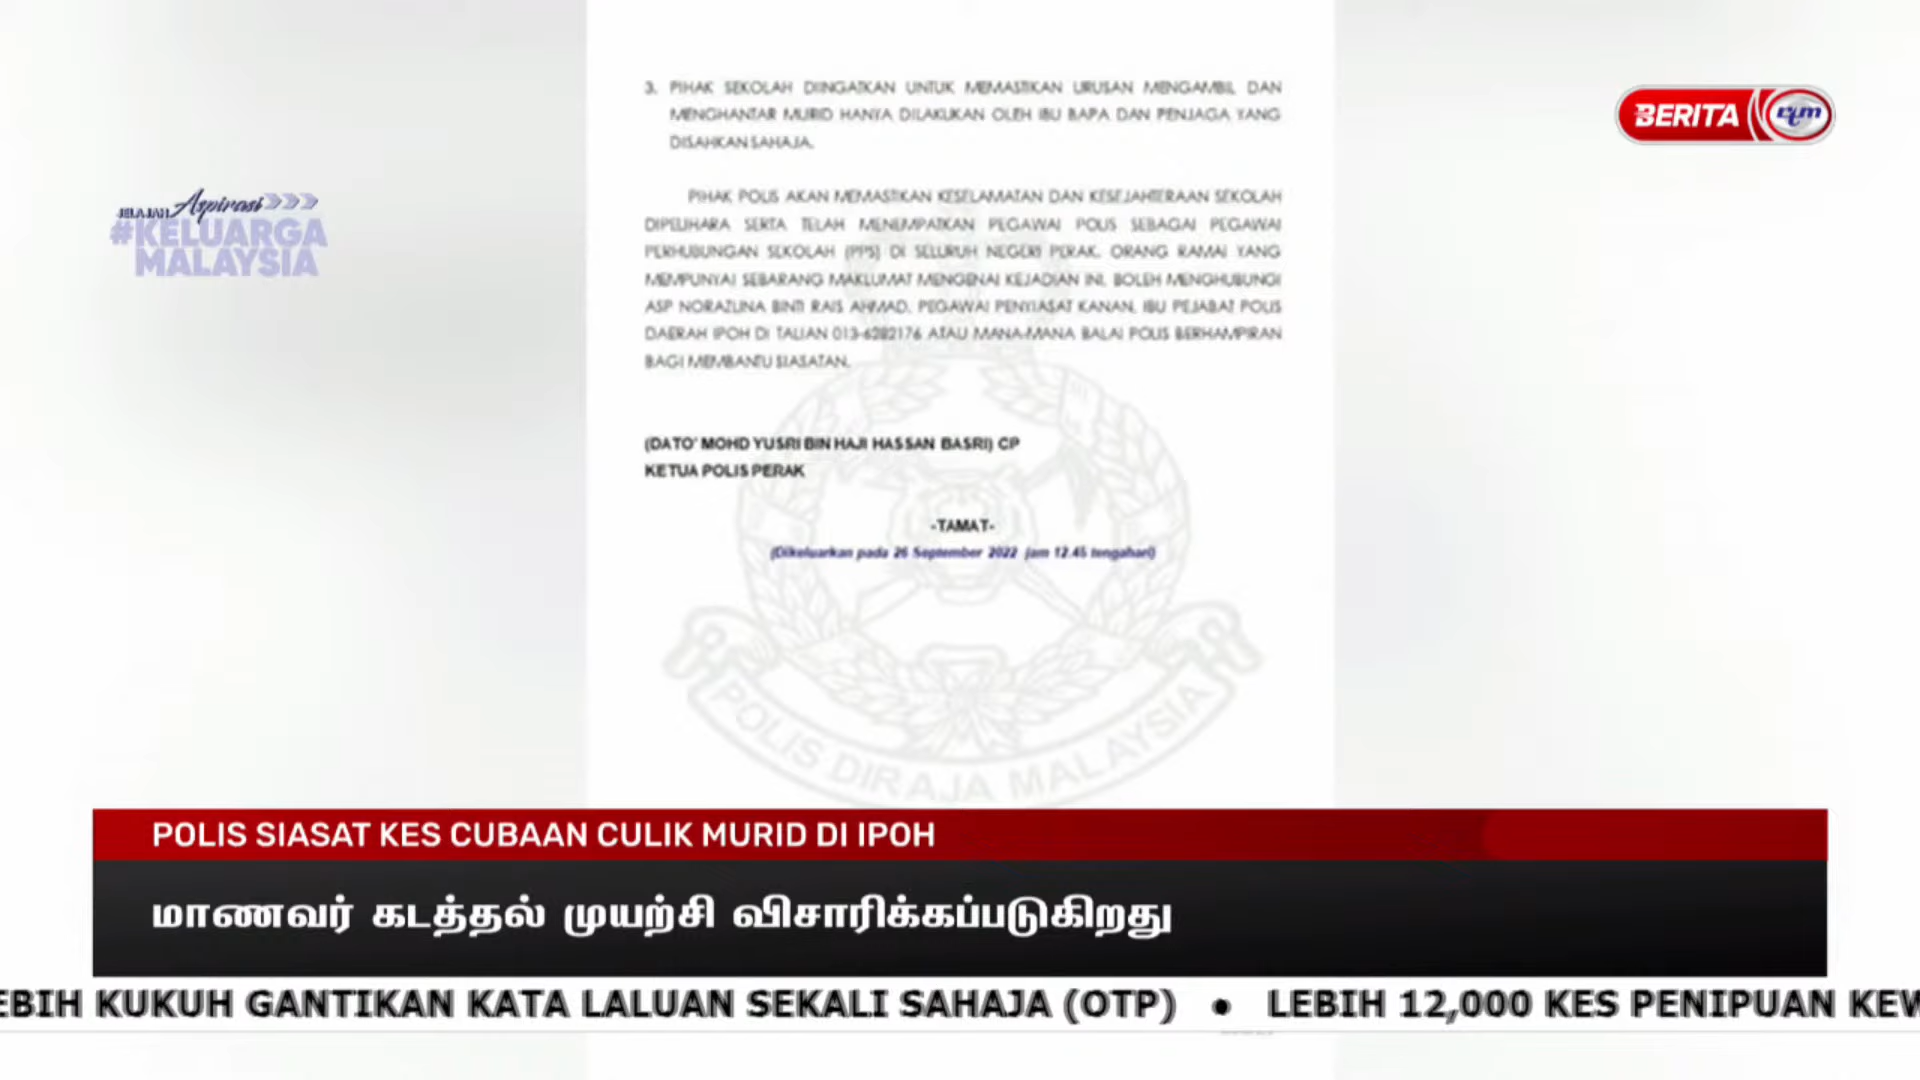 3. PIHAK SEKOLAH DIINGATKAN UNTUK MEMASTIKAN URUSAN MENGAMBIL DAN
MENGHANTAR MURID HANYA DILAKUKAN OLEH IBU BAPA DAN PENJAGA YANG
DISAHKAN SAHAJA.
PIHAK POLIS AKAN MEMASTIKAN KESELAMATAN DAN KESEJAHTERAAN SEKOLAH
DIPELIHARA SERTA TELAH MENEMPATKAN PEGAWAI POLIS SEBAGAI PEGAWAI
PERHUBUNGAN SEKOLAH (PPS) DI SELURUH NEGERI PERAK. ORANG RAMAI YANG
MEMPUNYAI SEBARANG MAKLUMAT MENGENAI KEJADIAN INI, BOLEH MENGHUBUNGI
ASP NORAZLINA BINTI RAIS AHMAD, PEGAWAI PENYIASAT KANAN, IBU PEJABAT POLIS
DAERAH IPOH DI TALIAN 013-6282176 ATAU MANA-MANA BALAI POLIS BERHAMPIRAN
BAGI MEMBANTU SIASATAN.
(DATO' MOHD YUSRI BIN HAJI HASSAN BASRI) CP
KETUA POLIS PERAK
-TAMAT-
(Dikeluarkan pada 26 September 2022 jam 12.45 tengahari)
POLIS DIRAJA MALAYSIA
BERITA rtm
JELAJAH Aspirasi
#KELUARGA
MALAYSIA
POLIS SIASAT KES CUBAAN CULIK MURID DI IPOH
மாணவர் கடத்தல் முயற்சி விசாரிக்கப்படுகிறது
EBIH KUKUH GANTIKAN KATA LALUAN SEKALI SAHAJA (OTP) • LEBIH 12,000 KES PENIPUAN KEW